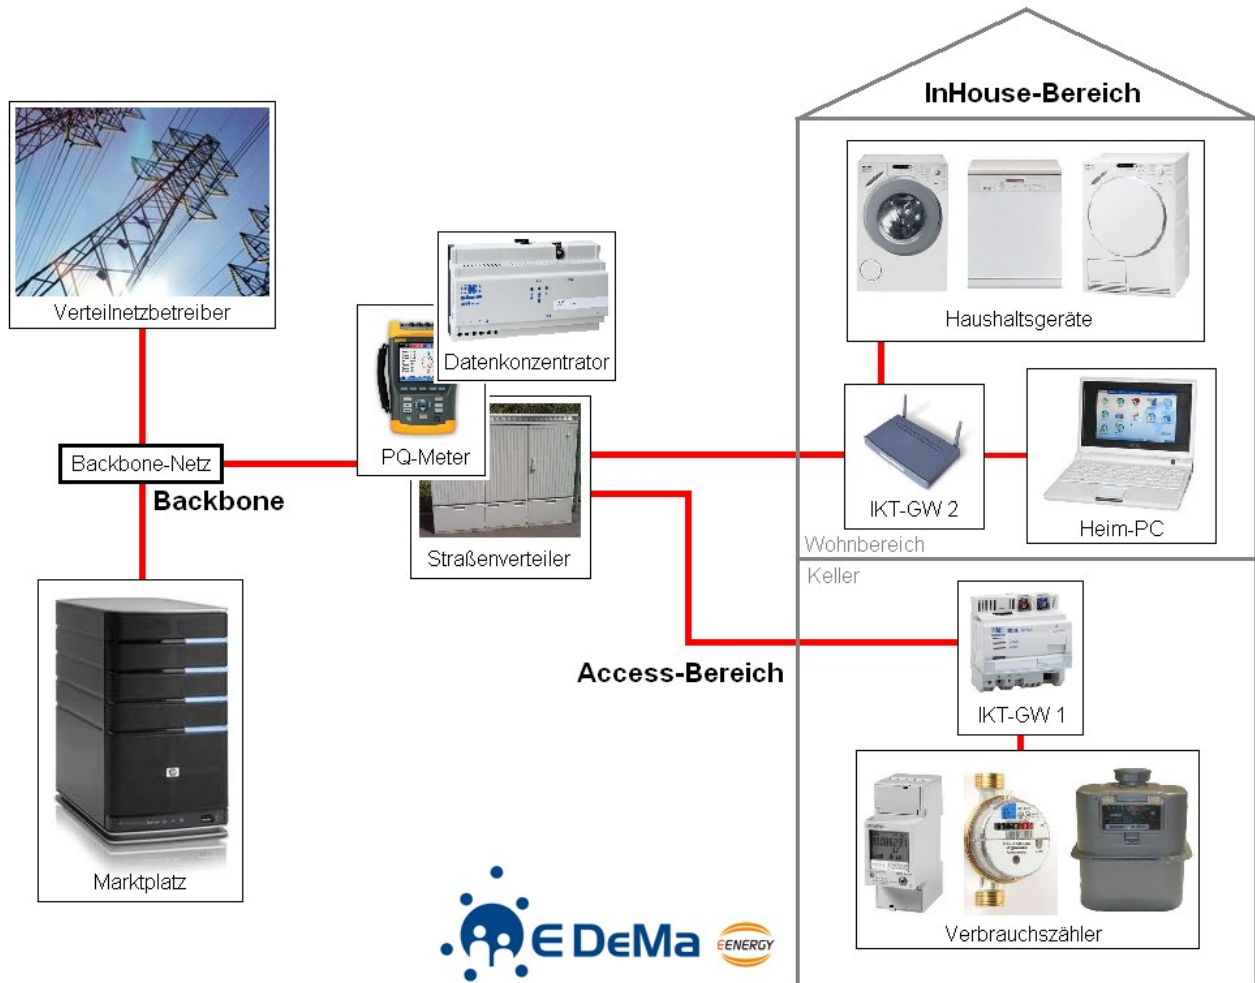 InHouse-Bereich
Verteilnetzbetreiber
Haushaltsgeräte
Datenkonzentrator
PQ-Meter
Backbone-Netz
Backbone
Straßenverteiler
IKT-GW 2
Heim-PC
Wohnbereich
Keller
Access-Bereich
IKT-GW 1
Marktplatz
Verbrauchszähler
E DeMa
EENERGY